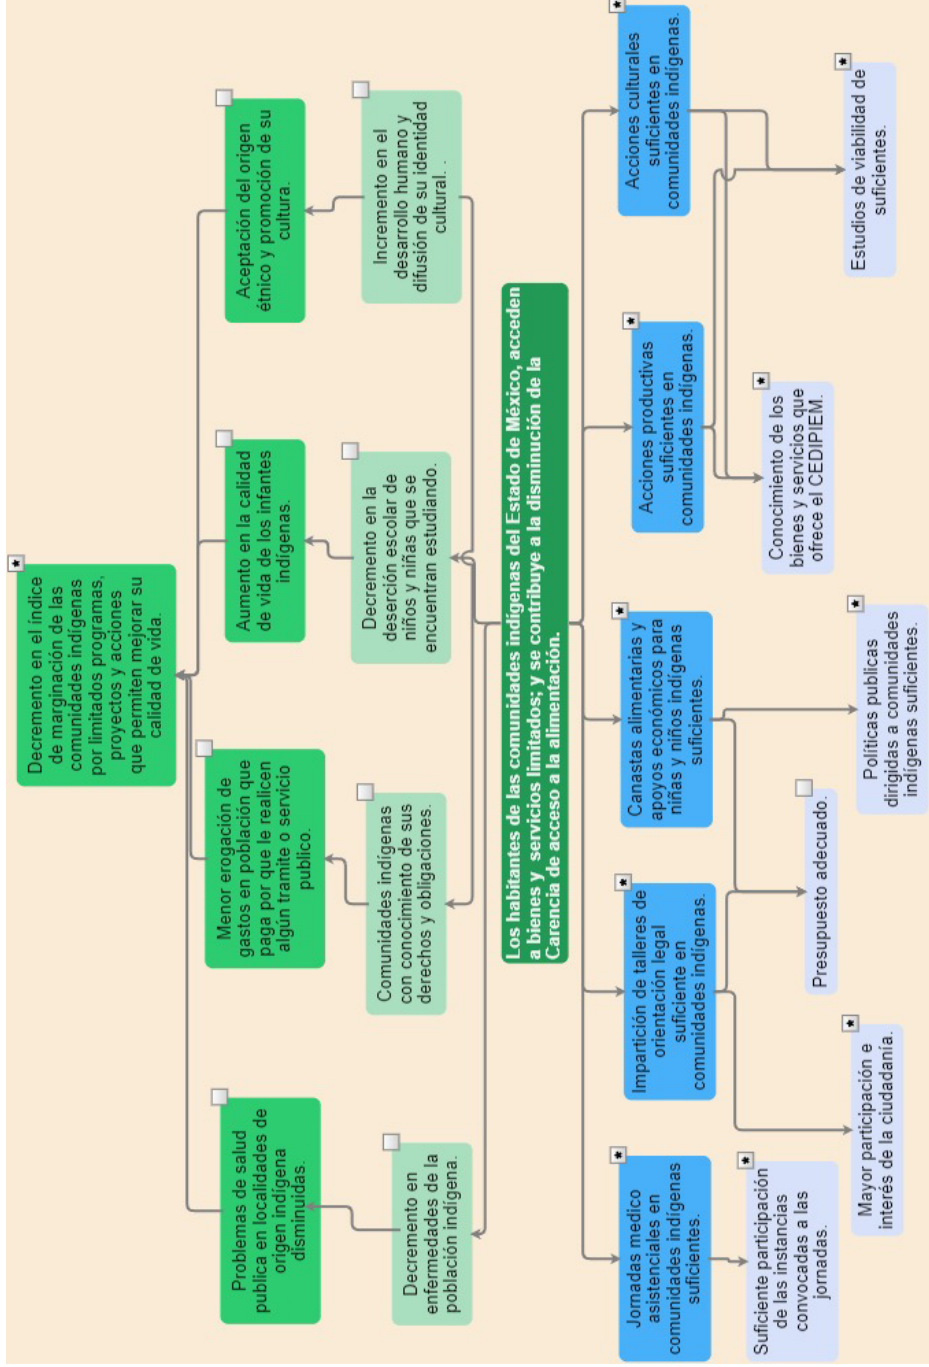 Decremento en el índice
de marginación de las
comunidades indígenas
por limitados programas,
proyectos y acciones
que permiten mejorar su
calidad de vida.
Problemas de salud
publica en localidades de
origen indígena
disminuidas.
Menor erogación de
gastos en población que
paga por que le realicen
algún tramite o servicio
publico.
Aumento en la calidad
de vida de los infantes
indígenas.
Aceptación del origen
étnico y promoción de su
cultura.
Decremento en
enfermedades de la
población indígena.
Comunidades indígenas
con conocimiento de sus
derechos y obligaciones.
Decremento en la
deserción escolar de
niños y niñas que se
encuentran estudiando.
Incremento en el
desarrollo humano y
difusión de su identidad
cultural. .
Los habitantes de las comunidades indígenas del Estado de México, acceden
a bienes y servicios limitados; y se contribuye a la disminución de la
Carencia de acceso a la alimentación.
Jornadas medico
asistenciales en
comunidades indígenas
suficientes.
Impartición de talleres de
orientación legal
suficiente en
comunidades indígenas.
Canastas alimentarias y
apoyos económicos para
niñas y niños indígenas
suficientes.
Acciones productivas
suficientes en
comunidades indígenas.
Acciones culturales
suficientes en
comunidades indígenas.
Suficiente participación
de las instancias
convocadas a las
jornadas.
Mayor participación e
interés de la ciudadanía.
Presupuesto adecuado.
Políticas publicas
dirigidas a comunidades
indígenas suficientes.
Conocimiento de los
bienes y servicios que
ofrece el CEDIPIEM.
Estudios de viabilidad de
suficientes.